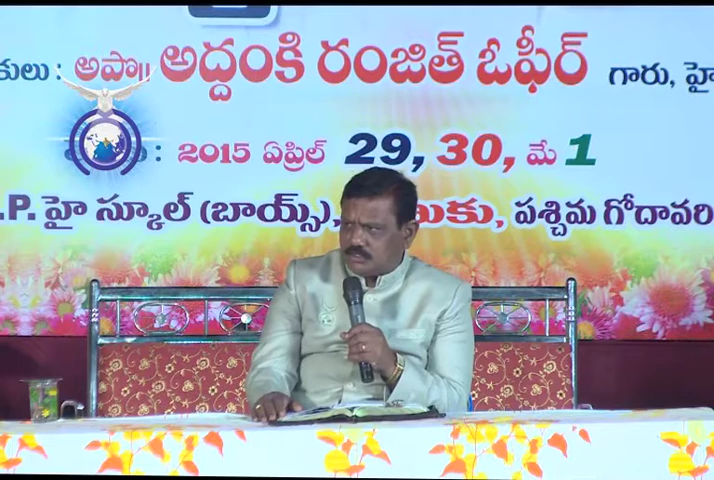 కులు: అపొ|| అద్దంకి రంజిత్ ఓఫీర్ గారు, హై
: 2015 ఏప్రిల్ 29, 30, మే 1
.P. హై స్కూల్ (బాయ్స్), కు, పశ్చిమ గోదావరి